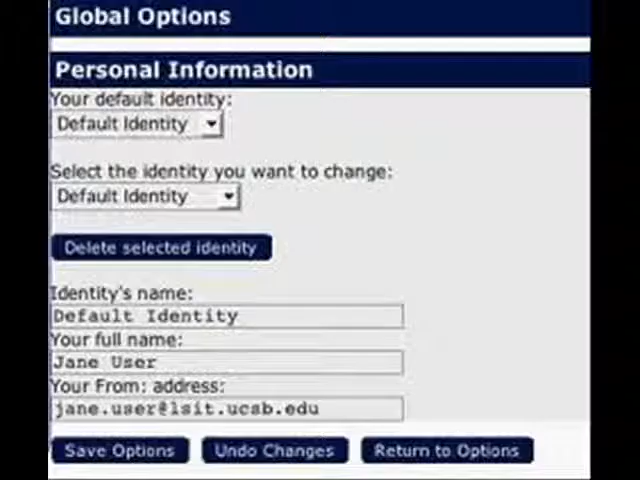 Global Options
Personal Information
Your default identity:
Default Identity
Select the identity you want to change:
Default Identity
Delete selected identity
Identity's name:
Default Identity
Your full name:
Jane User
Your From: address:
jane.user@lsit.ucsb.edu
Save Options Undo Changes Return to Options